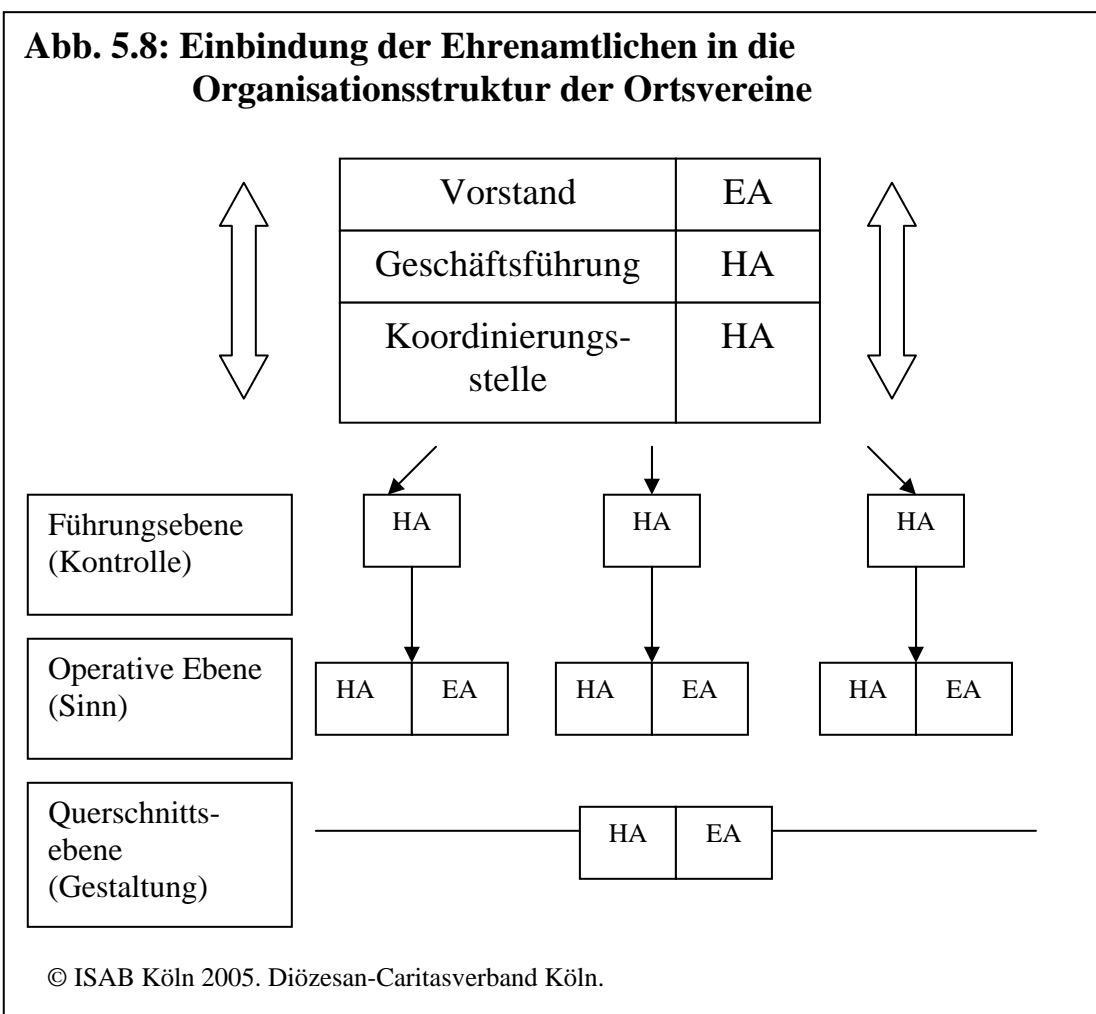 Abb. 5.8: Einbindung der Ehrenamtlichen in die
Organisationsstruktur der Ortsvereine
Vorstand EA
Geschäftsführung HA
Koordinierungs- HA
stelle
Führungsebene
(Kontrolle)
HA HA HA
Operative Ebene
(Sinn)
HA EA HA EA HA EA
Querschnitts-
ebene
(Gestaltung)
HA EA
© ISAB Köln 2005. Diözesan-Caritasverband Köln.